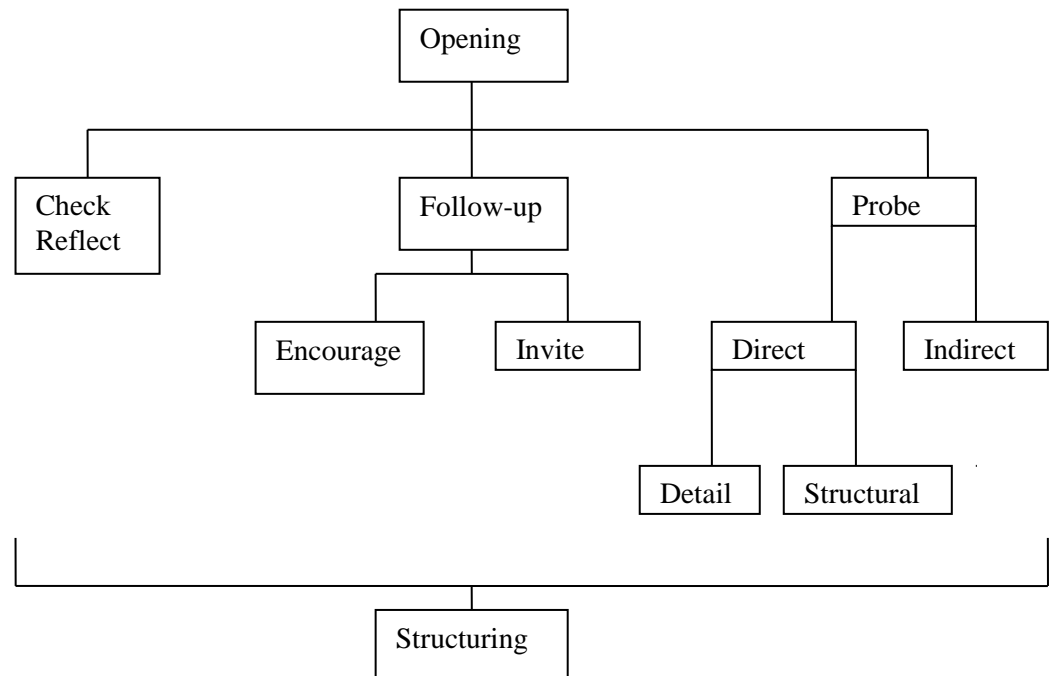 Opening
Check
Reflect
Follow-up
Probe
Encourage
Invite
Direct
Indirect
Detail
Structural
Structuring